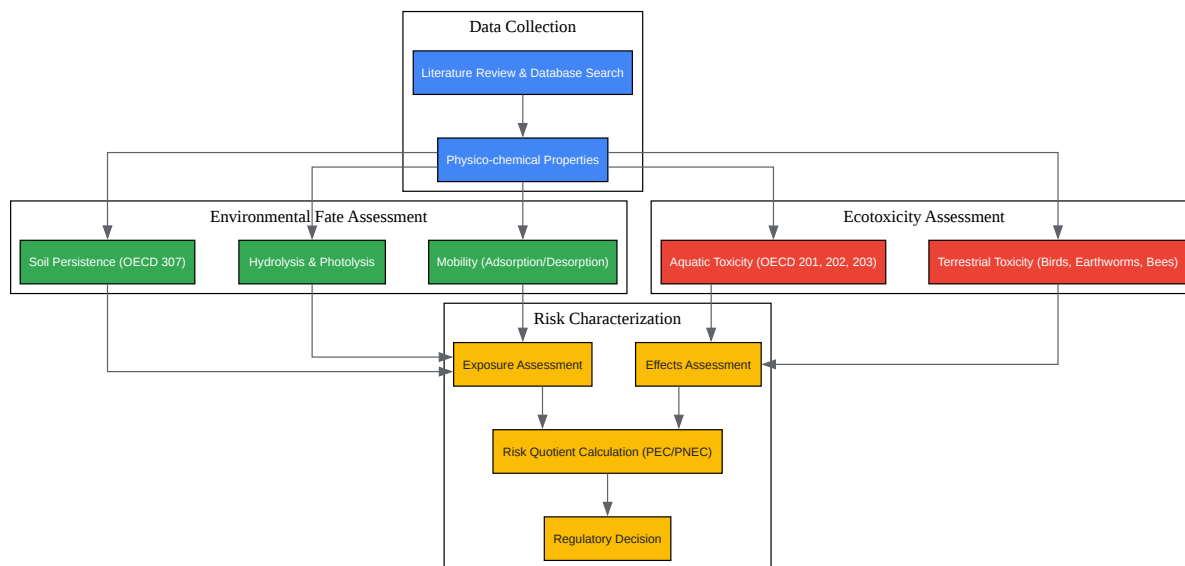 Data Collection
Literature Review & Database Search
Physico-chemical Properties
Environmental Fate Assessment
Ecotoxicity Assessment
Soil Persistence (OECD 307)
Hydrolysis & Photolysis
Mobility (Adsorption/Desorption)
Aquatic Toxicity (OECD 201, 202, 203)
Terrestrial Toxicity (Birds, Earthworms, Bees)
Risk Characterization
Exposure Assessment
Effects Assessment
Risk Quotient Calculation (PEC/PNEC)
Regulatory Decision